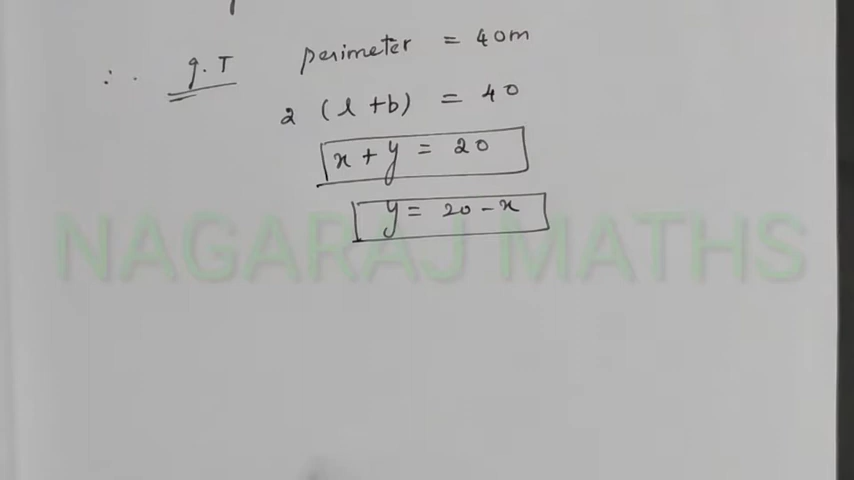 ∴ g.T perimeter = 40m
2 (l + b) = 40
x + y = 20
y = 20 - x
NAGARAJ MATHS